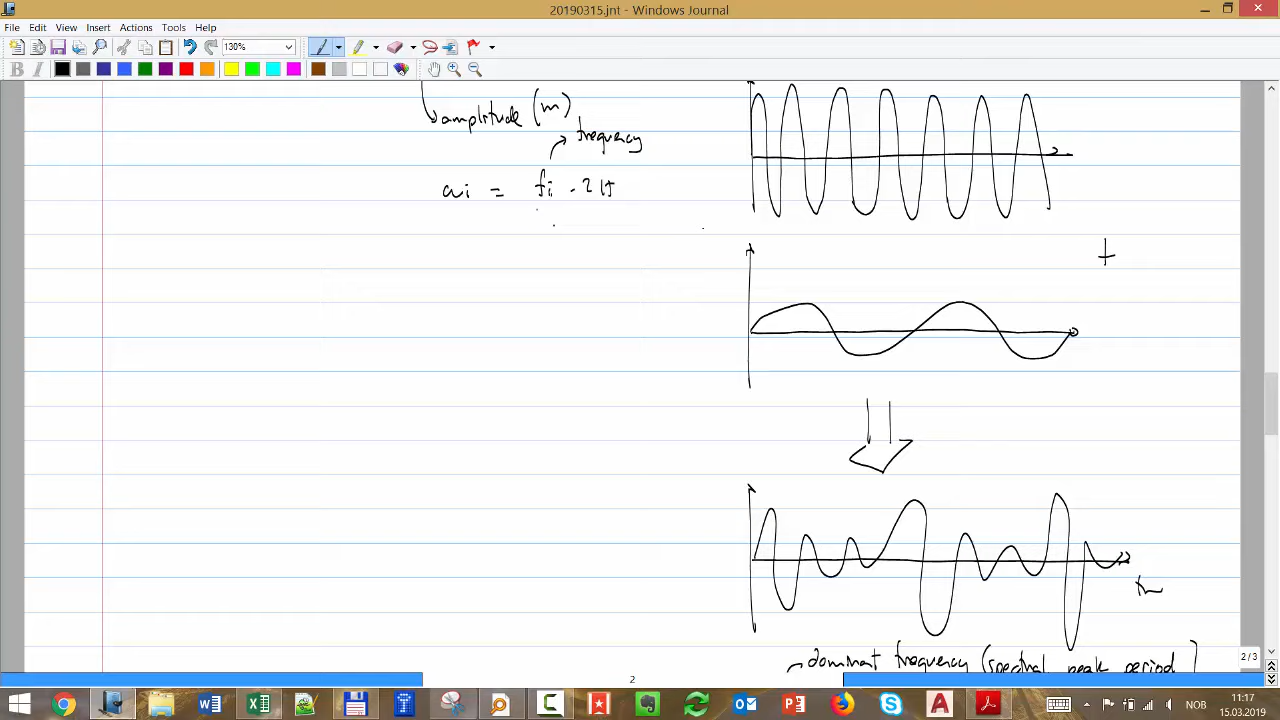 20190315.jnt - Windows Journal
File Edit View Insert Actions Tools Help
130%
B I
amplitude (m)
frequency
ωi = fi · 2π
+
dominant frequency (spectral peak period
2/3
2
11:17
NOB
15.03.2019